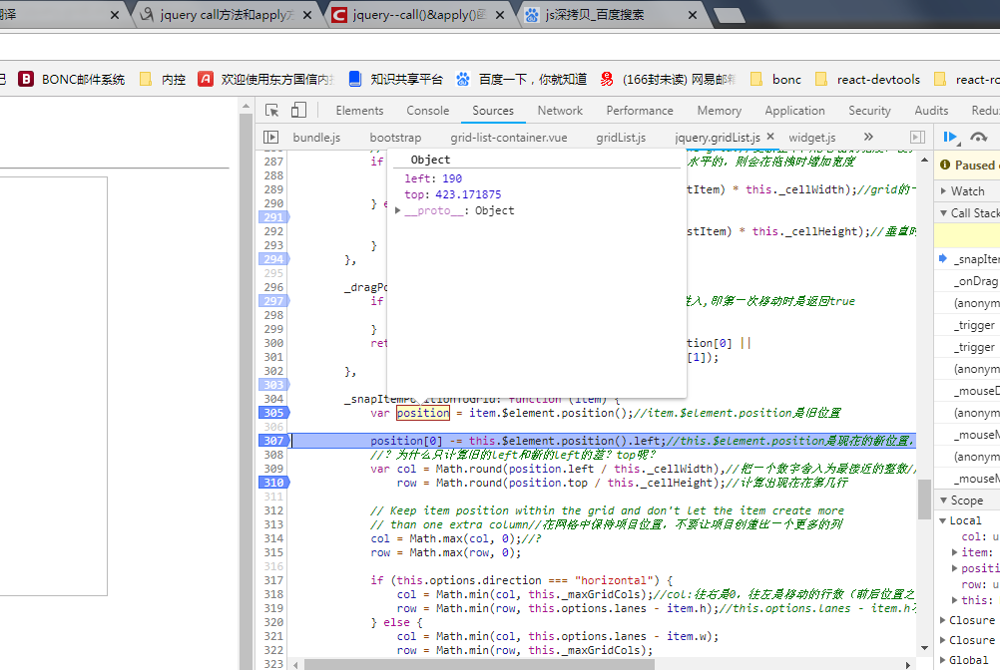 翻译
jquery call方法和apply方
jquery--call()&apply()
js深拷贝_百度搜索
BONC邮件系统
内控
欢迎使用东方国信内
知识共享平台
百度一下，你就知道
(166封未读) 网易邮
bonc
react-devtools
react-ro
Elements Console Sources Network Performance Memory Application Security Audits Redu
bundle.js bootstrap grid-list-container.vue gridList.js jquery.gridList.js × widget.js »
287 if 水平的, 则会在拖拽时增加宽度
288
289 tItem) * this._cellWidth);//grid的
290 } e
291
292 stItem) * this._cellHeight);//垂直时
293 }
294 },
295
296 _dragPo
297 if 进入,即第一次移动时是返回true
298
299 }
300 ret tion[0] ||
301 [1]);
302 },
303
304 _snapItemPositionToGrid: function (item) {
305 var position = item.$element.position();//item.$element.position是旧位置
306
307 position[0] -= this.$element.position().left;//this.$element.position是现在的新位置,
308 //？为什么只计算旧的left和新的left的差? top呢?
309 var col = Math.round(position.left / this._cellWidth),//把一个数字舍入为最接近的整数/
310 row = Math.round(position.top / this._cellHeight);//计算出现在在第几行
311
312 // Keep item position within the grid and don't let the item create more
313 // than one extra column//在网格中保持项目位置，不要让项目创建出一个更多的列
314 col = Math.max(col, 0);//?
315 row = Math.max(row, 0);
316
317 if (this.options.direction === "horizontal") {
318 col = Math.min(col, this._maxGridCols);//col:往右是0，往左是移动的行数（前后位置之
319 row = Math.min(row, this.options.lanes - item.h);//this.options.lanes - item.h
320 } else {
321 col = Math.min(col, this.options.lanes - item.w);
322 row = Math.min(row, this._maxGridCols);
323
Object
left: 190
top: 423.171875
__proto__: Object
Paused
Watch
Call Stack
_snapIter
_onDrag
(anonym
_trigger
_trigger
(anonym
_mouseD
(anonym
_mouseM
(anonym
_mouseM
Scope
Local
col: u
item:
positi
row: u
this:
Closure
Closure
Global